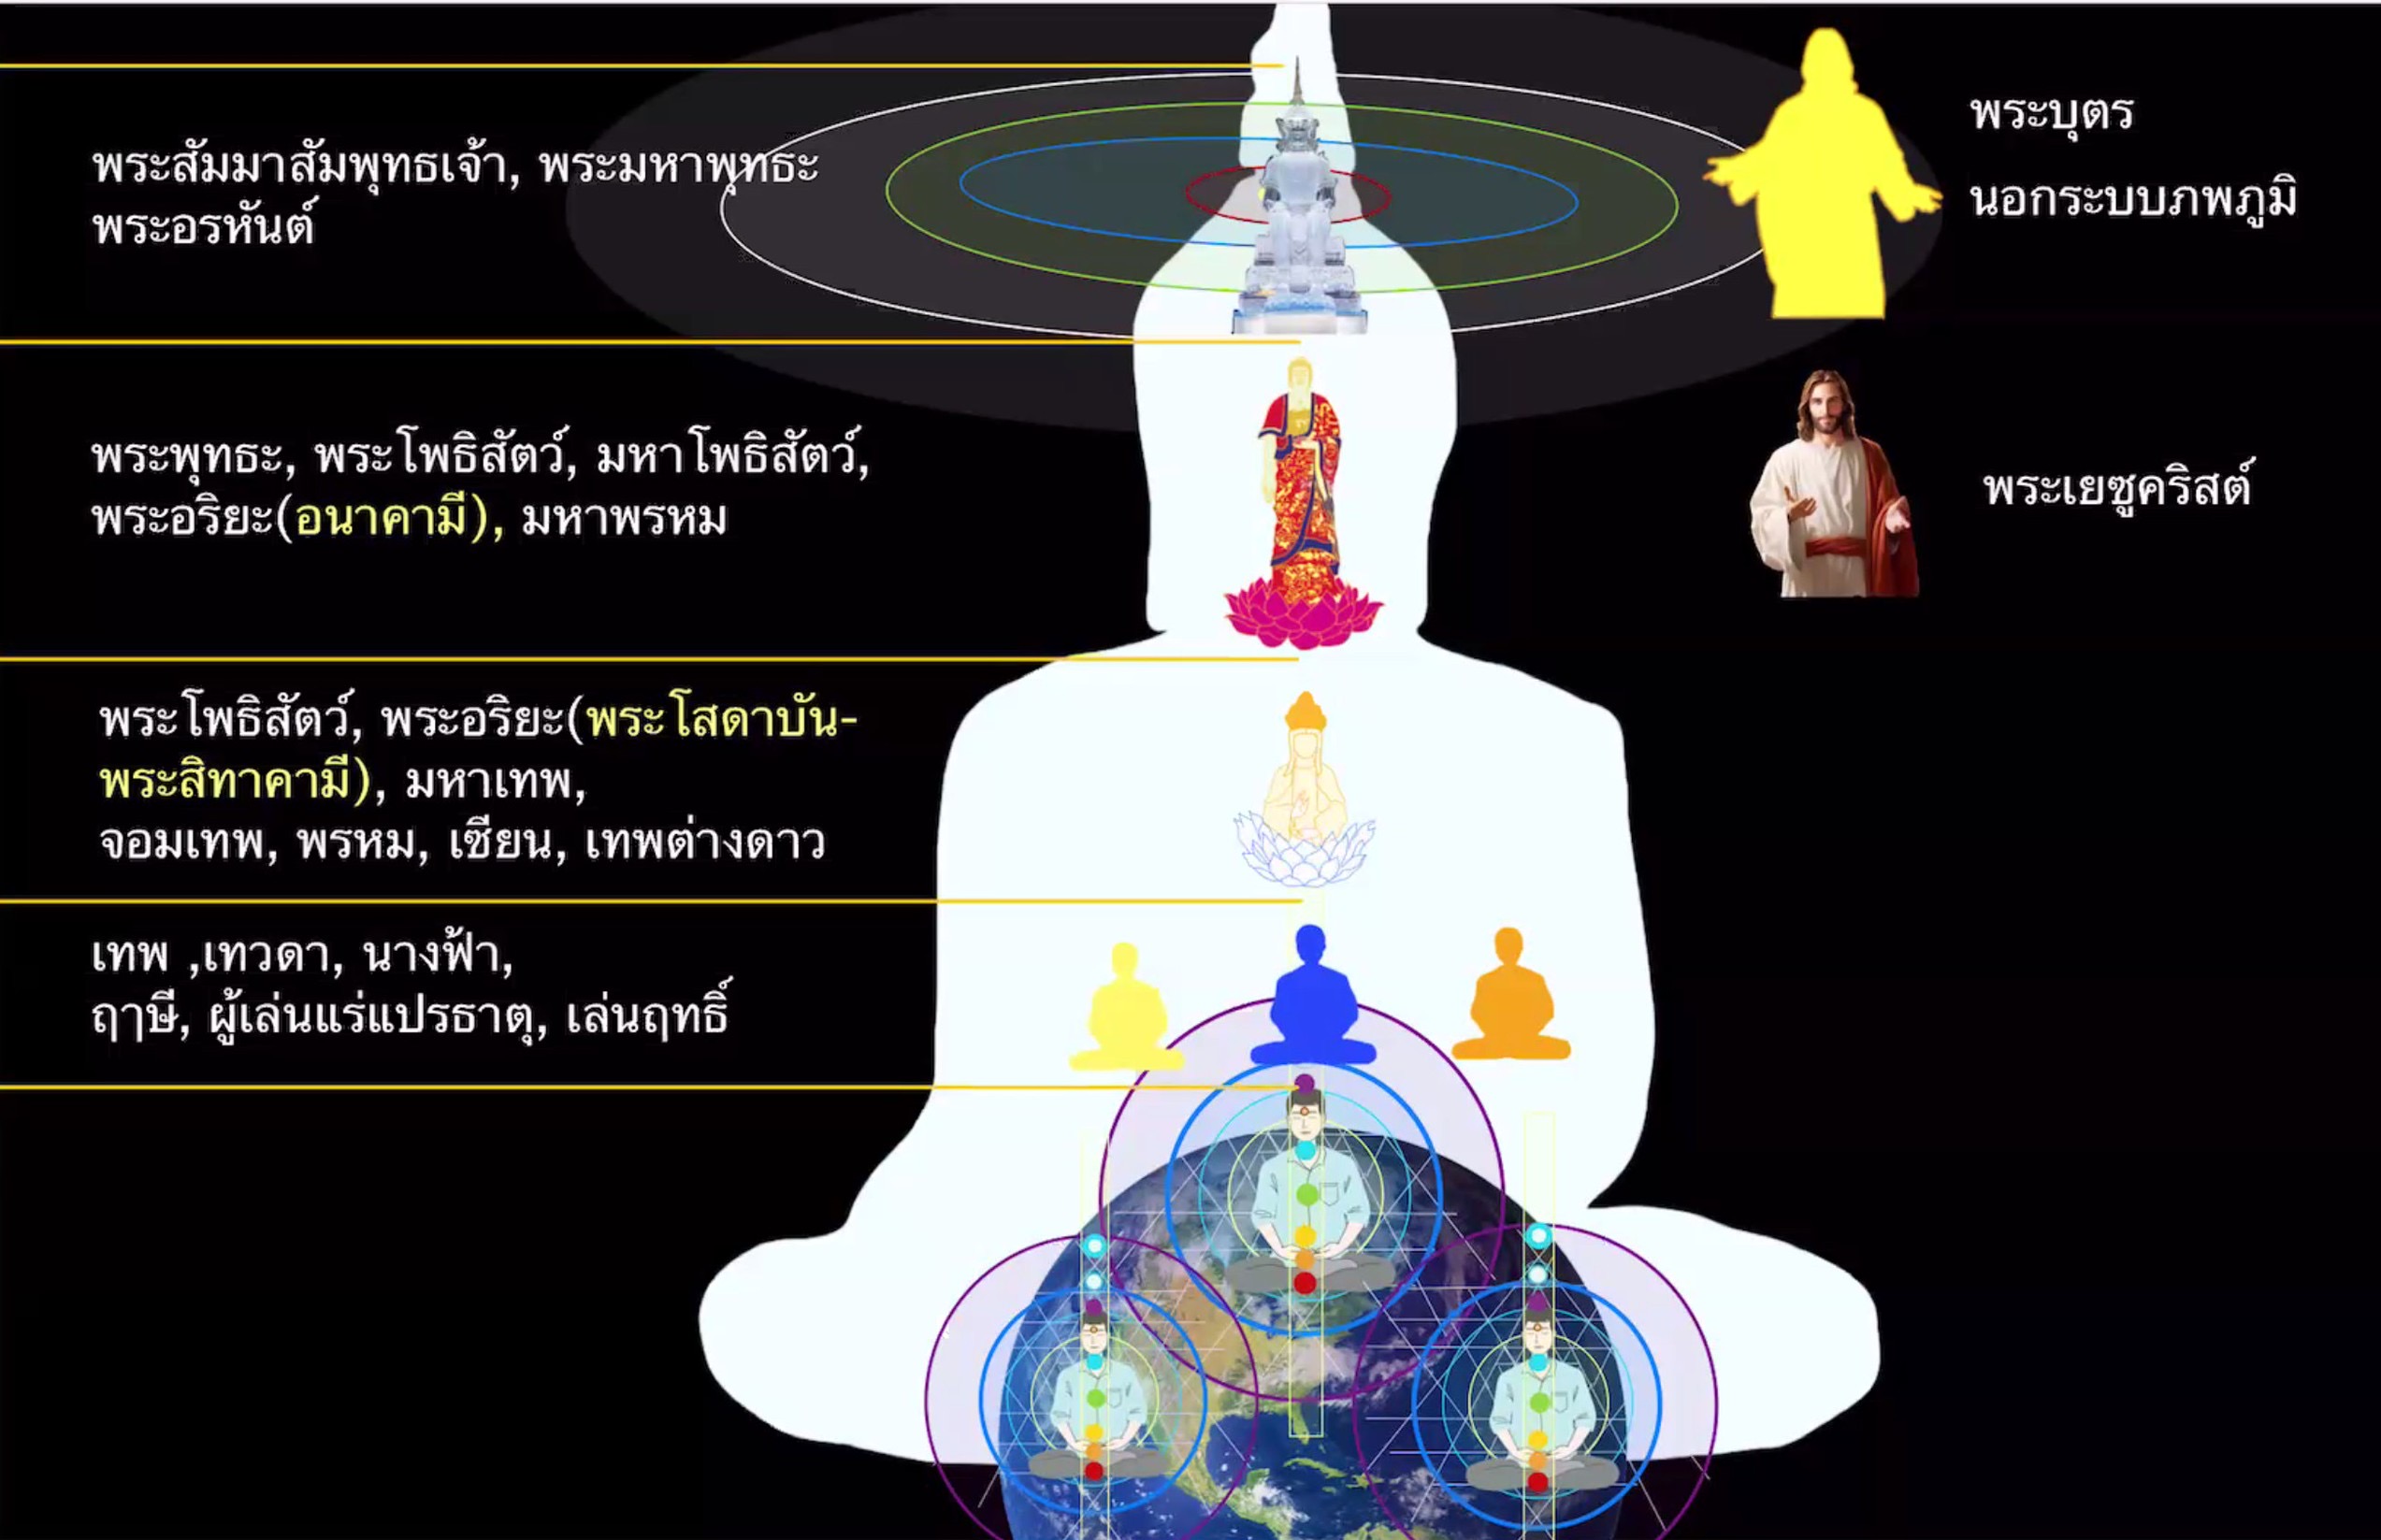 พระสัมมาสัมพุทธเจ้า, พระมหาพุทธะ
พระอรหันต์
พระบุตร
นอกระบบภพภูมิ
พระพุทธะ, พระโพธิสัตว์, มหาโพธิสัตว์,
พระอริยะ(อนาคามี), มหาพรหม
พระเยซูคริสต์
พระโพธิสัตว์, พระอริยะ(พระโสดาบัน-
พระสิทาคามี), มหาเทพ,
จอมเทพ, พรหม, เซียน, เทพต่างดาว
เทพ ,เทวดา, นางฟ้า,
ฤๅษี, ผู้เล่นแร่แปรธาตุ, เล่นฤทธิ์